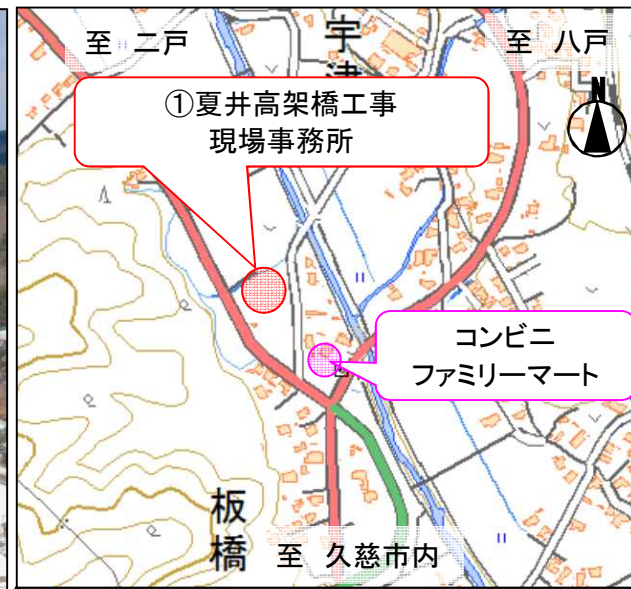 至 二戸
宇津
至 八戸
N
①夏井高架橋工事
現場事務所
コンビニ
ファミリーマート
板橋
至 久慈市内